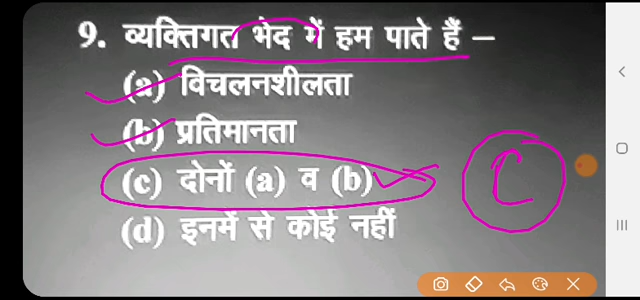 9. व्यक्तिगत भेद में हम पाते हैं –
(a) विचलनशीलता
(b) प्रतिमानता
(c) दोनों (a) व (b)
C
(d) इनमें से कोई नहीं